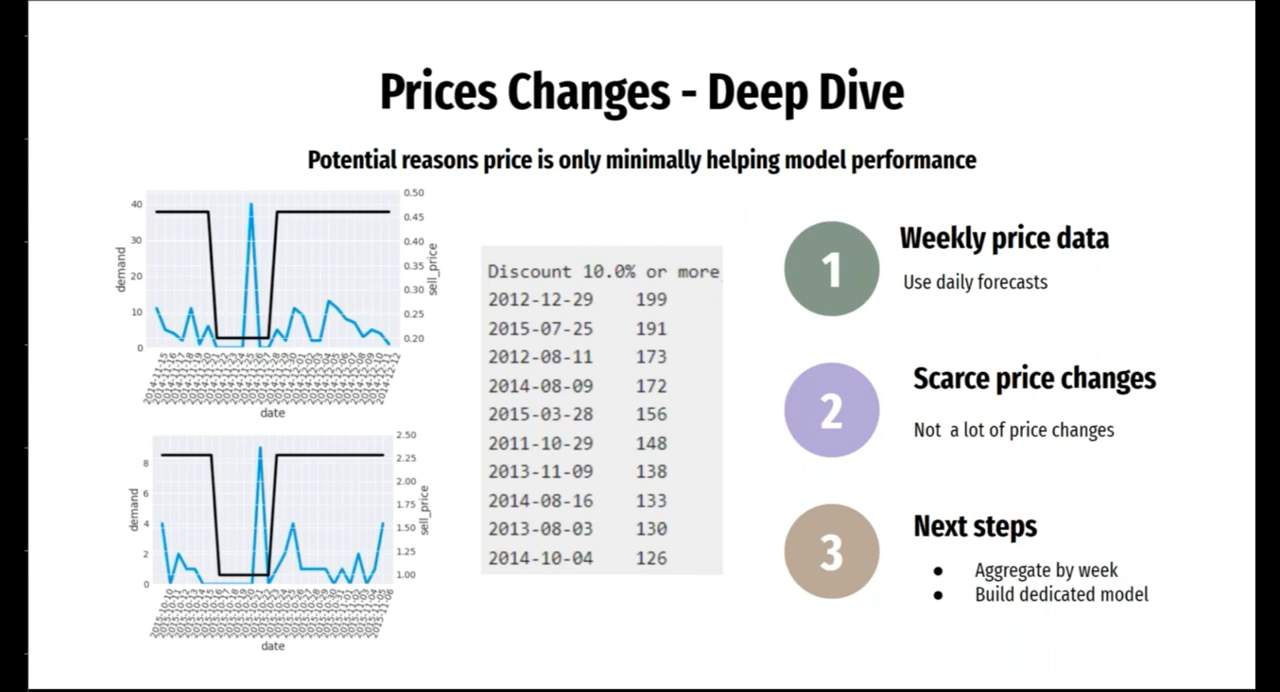 Prices Changes - Deep Dive
Potential reasons price is only minimally helping model performance
40
30
20
10
0
demand
0.50
0.45
0.40
0.35
0.30
0.25
0.20
sell_price
date
8
6
4
2
0
demand
2.50
2.25
2.00
1.75
1.50
1.25
1.00
sell_price
date
Discount 10.0% or more
2012-12-29 199
2015-07-25 191
2012-08-11 173
2014-08-09 172
2015-03-28 156
2011-10-29 148
2013-11-09 138
2014-08-16 133
2013-08-03 130
2014-10-04 126
1
Weekly price data
Use daily forecasts
2
Scarce price changes
Not a lot of price changes
3
Next steps
● Aggregate by week
● Build dedicated model